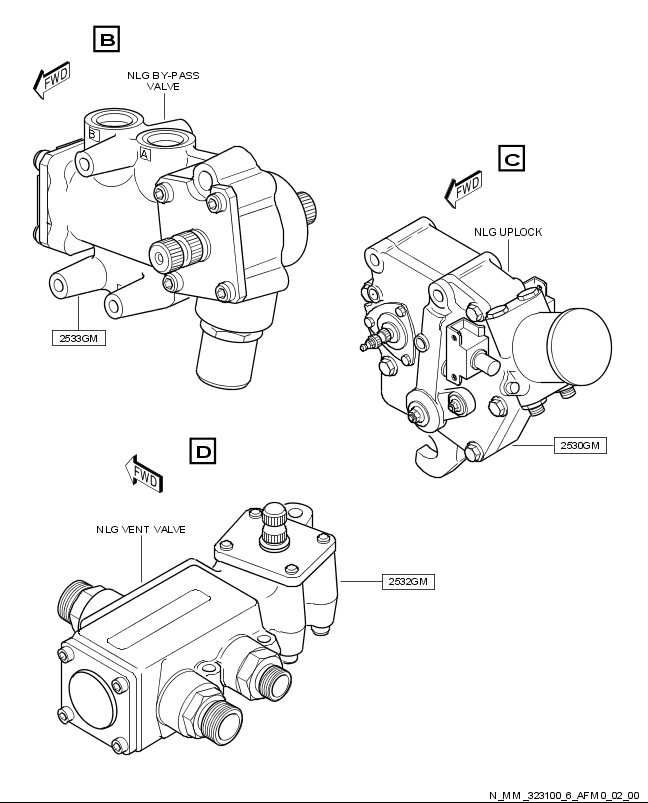 B
FWD
NLG BY-PASS
VALVE
B
A
2533GM
C
FWD
NLG UPLOCK
2530GM
D
FWD
NLG VENT VALVE
2532GM
N_MM_323100_6_AFM0_02_00